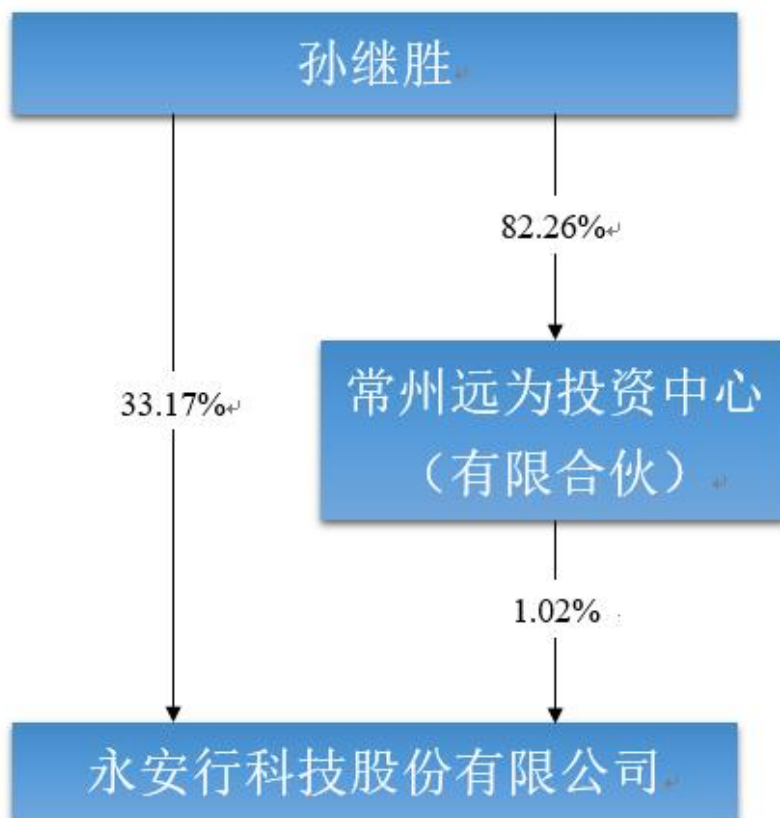 孙继胜
82.26%
33.17%
常州远为投资中心
（有限合伙）
1.02%
永安行科技股份有限公司